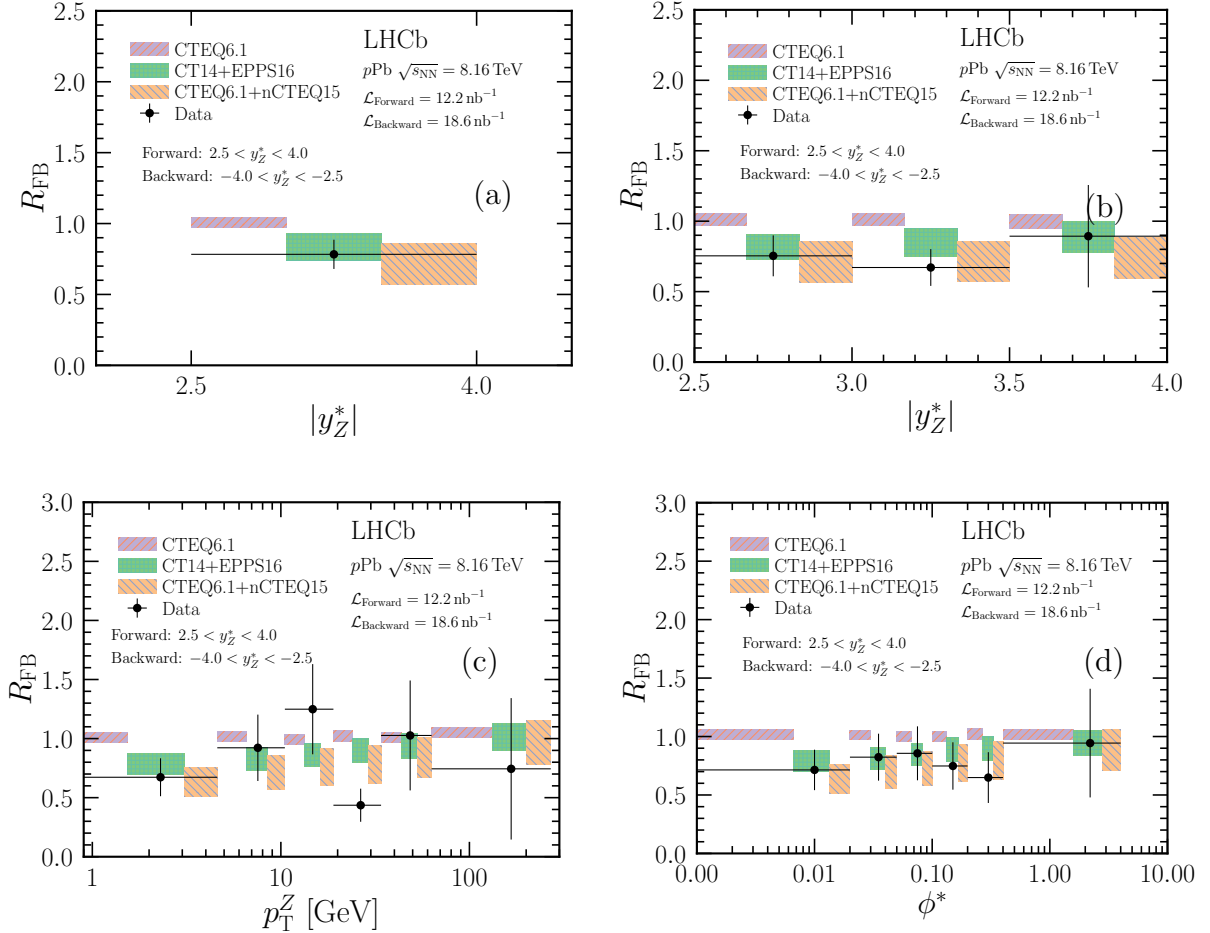 2.5
2.0
1.5
1.0
0.5
0.0
R_FB
CTEQ6.1
CT14+EPPS16
CTEQ6.1+nCTEQ15
Data
LHCb
pPb √s_NN = 8.16 TeV
ℒ_Forward = 12.2 nb⁻¹
ℒ_Backward = 18.6 nb⁻¹
Forward: 2.5 < y*_Z < 4.0
Backward: −4.0 < y*_Z < −2.5
(a)
2.5
4.0
|y*_Z|
2.5
2.0
1.5
1.0
0.5
0.0
R_FB
CTEQ6.1
CT14+EPPS16
CTEQ6.1+nCTEQ15
Data
LHCb
pPb √s_NN = 8.16 TeV
ℒ_Forward = 12.2 nb⁻¹
ℒ_Backward = 18.6 nb⁻¹
Forward: 2.5 < y*_Z < 4.0
Backward: −4.0 < y*_Z < −2.5
(b)
2.5
3.0
3.5
4.0
|y*_Z|
3.0
2.5
2.0
1.5
1.0
0.5
0.0
R_FB
CTEQ6.1
CT14+EPPS16
CTEQ6.1+nCTEQ15
Data
LHCb
pPb √s_NN = 8.16 TeV
ℒ_Forward = 12.2 nb⁻¹
ℒ_Backward = 18.6 nb⁻¹
Forward: 2.5 < y*_Z < 4.0
Backward: −4.0 < y*_Z < −2.5
(c)
1
10
100
p_T^Z [GeV]
3.0
2.5
2.0
1.5
1.0
0.5
0.0
R_FB
CTEQ6.1
CT14+EPPS16
CTEQ6.1+nCTEQ15
Data
LHCb
pPb √s_NN = 8.16 TeV
ℒ_Forward = 12.2 nb⁻¹
ℒ_Backward = 18.6 nb⁻¹
Forward: 2.5 < y*_Z < 4.0
Backward: −4.0 < y*_Z < −2.5
(d)
0.00
0.01
0.10
1.00
10.00
ϕ*